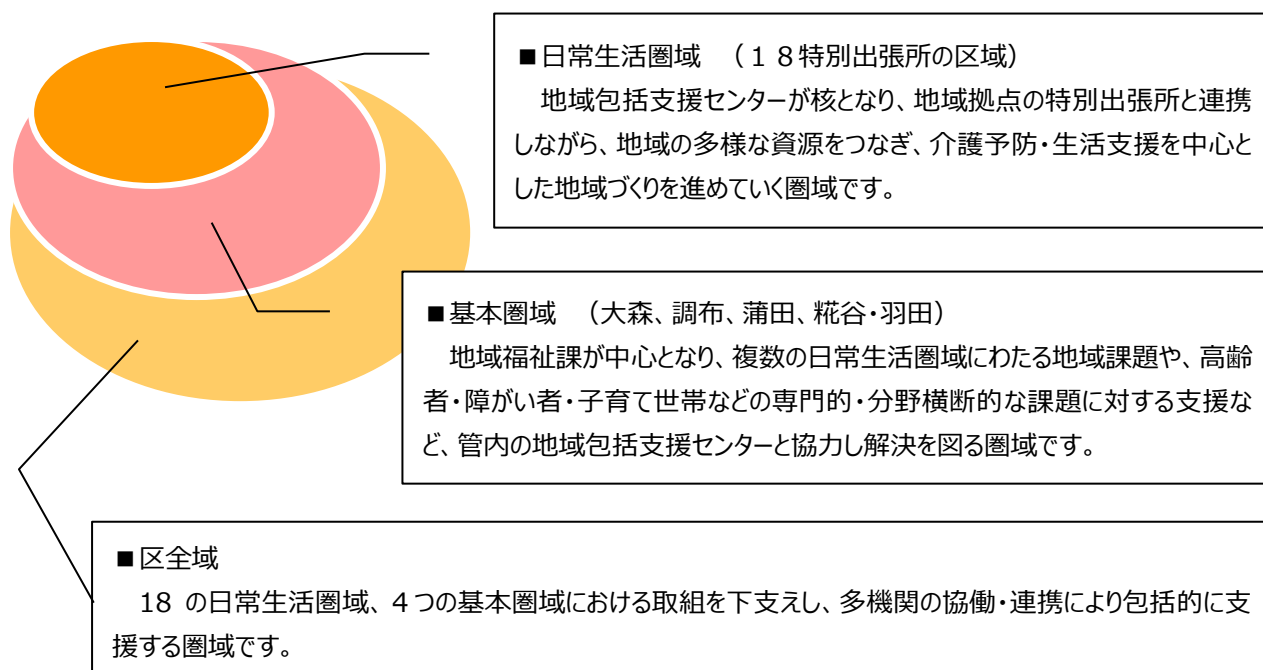 ■日常生活圏域　（１８特別出張所の区域）
　地域包括支援センターが核となり、地域拠点の特別出張所と連携
しながら、地域の多様な資源をつなぎ、介護予防・生活支援を中心と
した地域づくりを進めていく圏域です。
■基本圏域　（大森、調布、蒲田、糀谷・羽田）
　地域福祉課が中心となり、複数の日常生活圏域にわたる地域課題や、高齢
者・障がい者・子育て世帯などの専門的・分野横断的な課題に対する支援な
ど、管内の地域包括支援センターと協力し解決を図る圏域です。
■区全域
　18 の日常生活圏域、４つの基本圏域における取組を下支えし、多機関の協働・連携により包括的に支
援する圏域です。